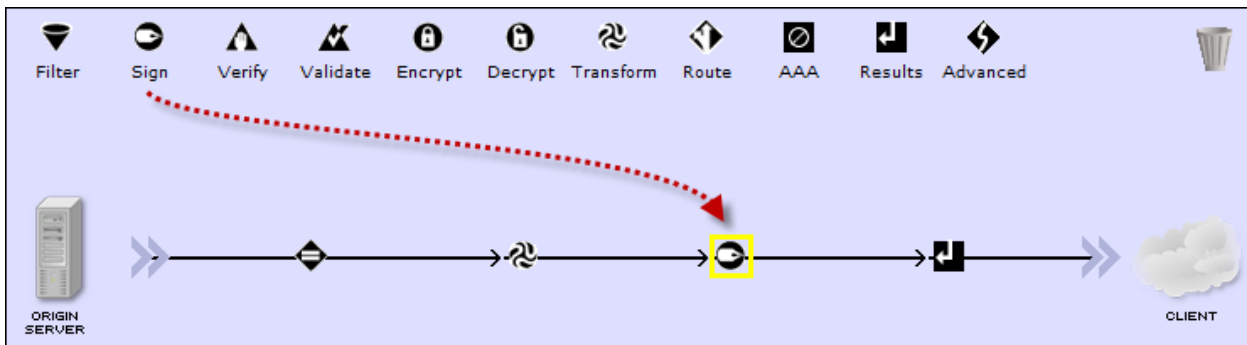 Filter Sign Verify Validate Encrypt Decrypt Transform Route AAA Results Advanced
ORIGIN
SERVER
CLIENT